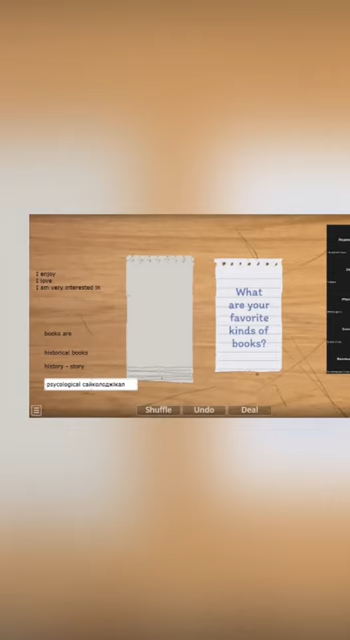 I enjoy
I love
I am very interested in
books are
historical books
history - story
psycological сайколоджікал
What
are your
favorite
kinds of
books?
Shuffle
Undo
Deal